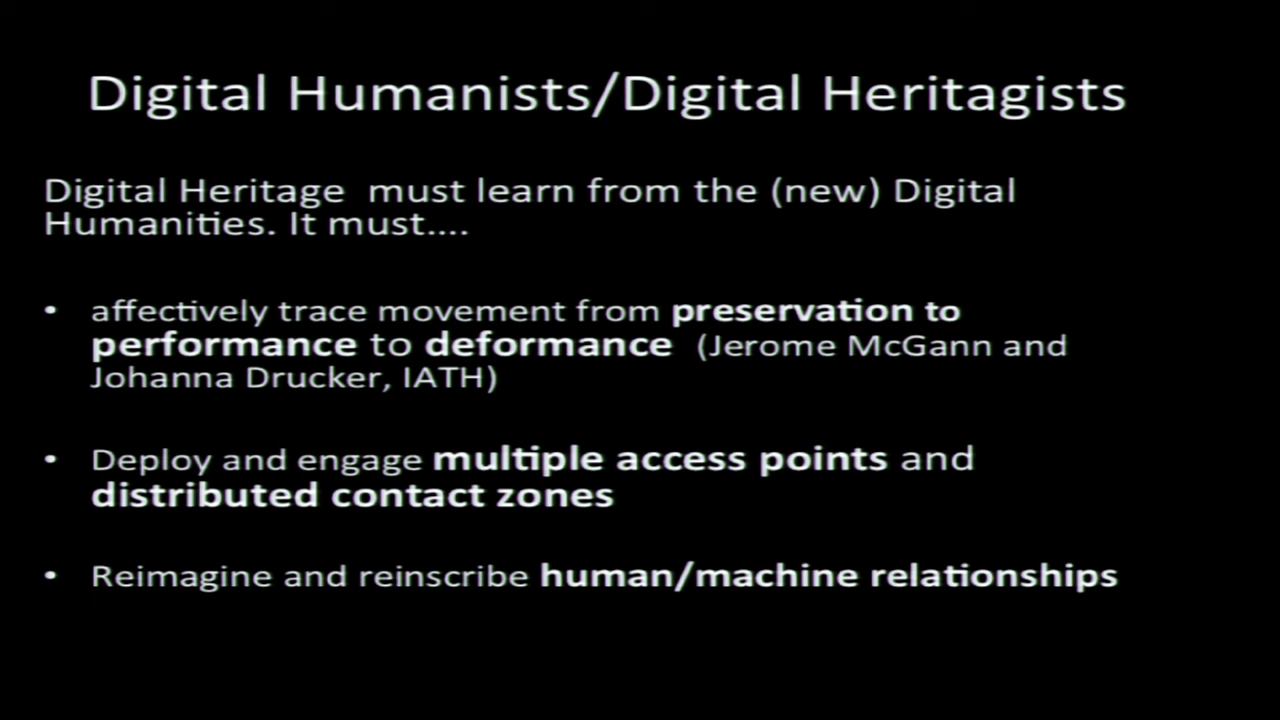 Digital Humanists/Digital Heritagists
Digital Heritage must learn from the (new) Digital
Humanities. It must....
• affectively trace movement from preservation to
performance to deformance (Jerome McGann and
Johanna Drucker, IATH)
• Deploy and engage multiple access points and
distributed contact zones
• Reimagine and reinscribe human/machine relationships